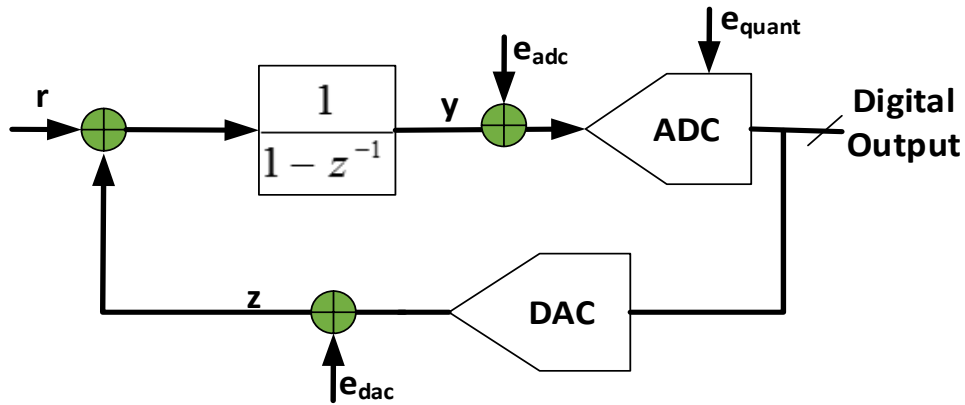 e_quant
e_adc
r
1
1 − z^{-1}
y
ADC
Digital
Output
z
DAC
e_dac